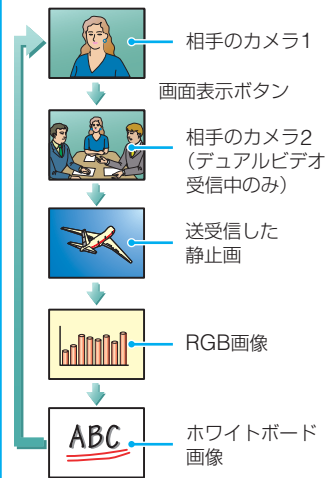 相手のカメラ1
画面表示ボタン
相手のカメラ2
（デュアルビデオ
受信中のみ）
送受信した
静止画
RGB画像
ABC
ホワイトボード
画像